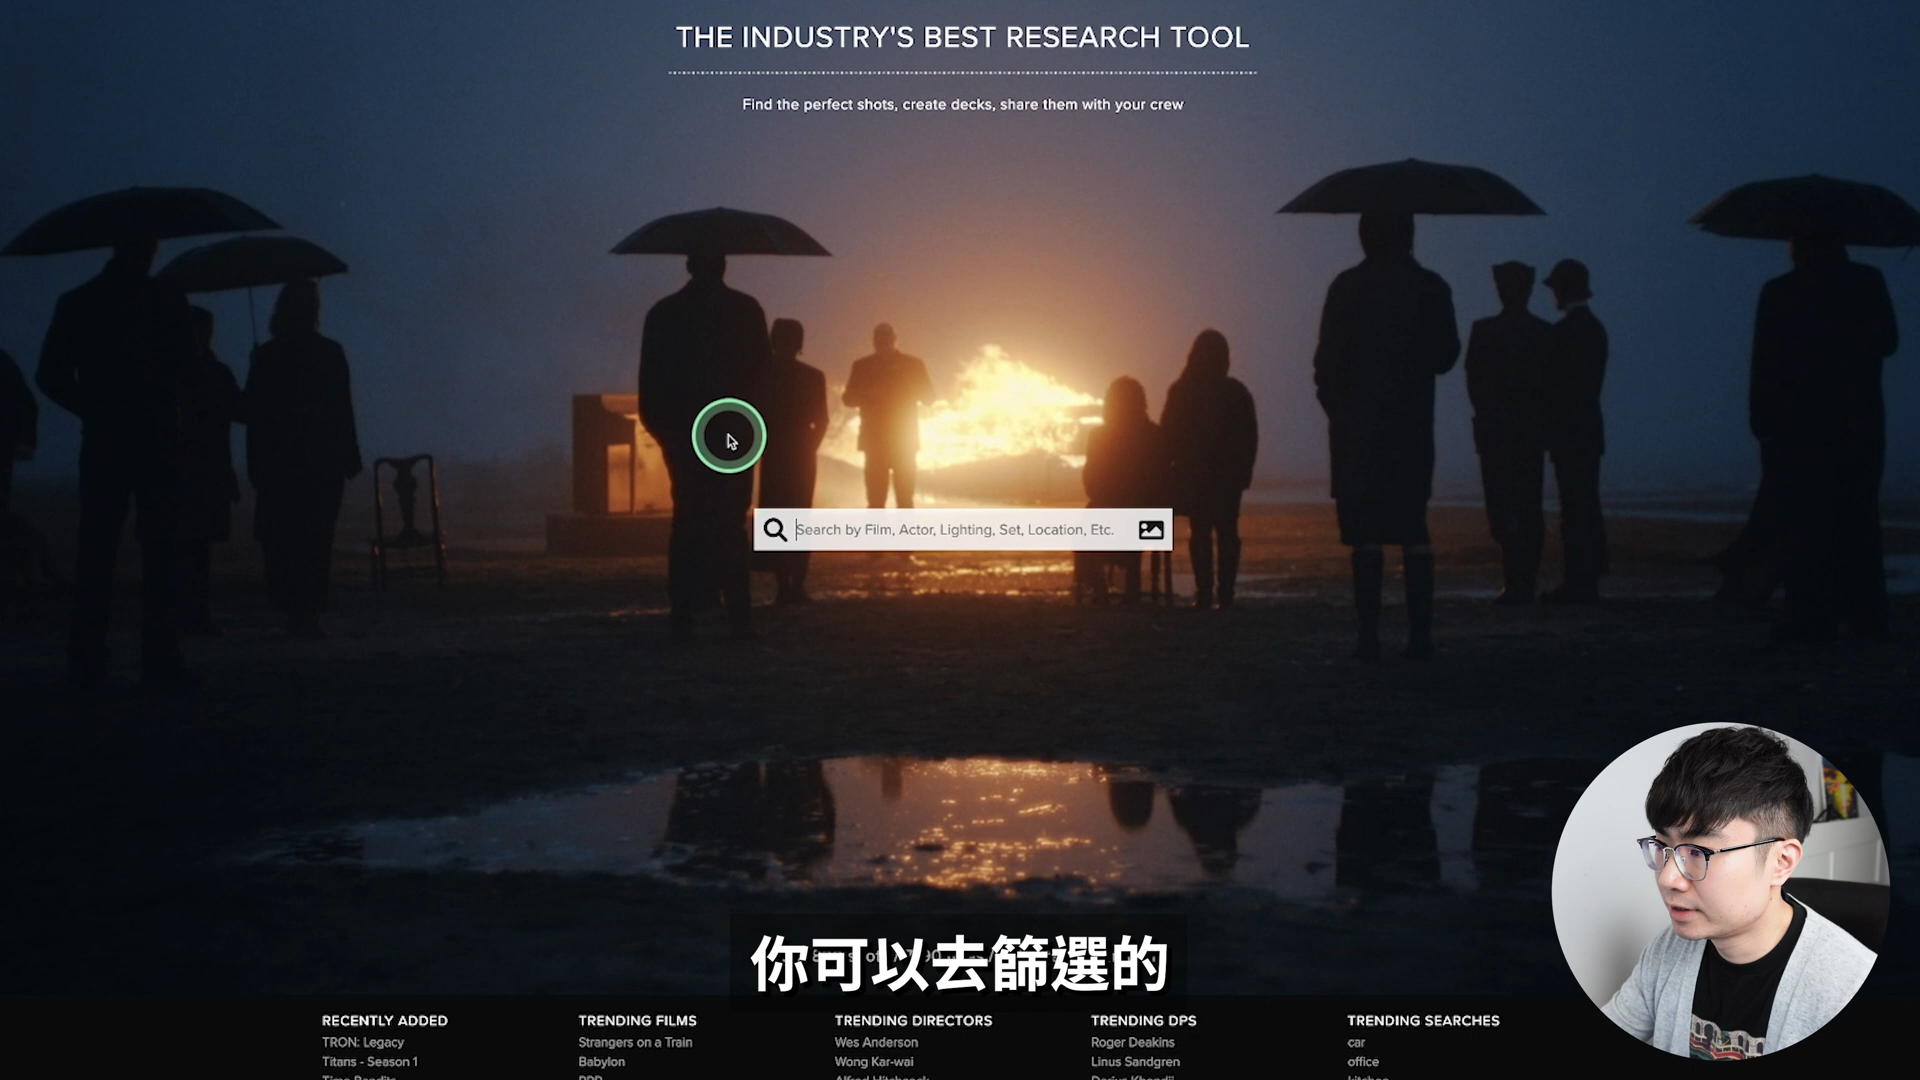 THE INDUSTRY'S BEST RESEARCH TOOL
Find the perfect shots, create decks, share them with your crew
Search by Film, Actor, Lighting, Set, Location, Etc.
你可以去篩選的
RECENTLY ADDED
TRON: Legacy
Titans - Season 1
TRENDING FILMS
Strangers on a Train
Babylon
TRENDING DIRECTORS
Wes Anderson
Wong Kar-wai
Alfred Hitchcock
TRENDING DPS
Roger Deakins
Linus Sandgren
TRENDING SEARCHES
car
office